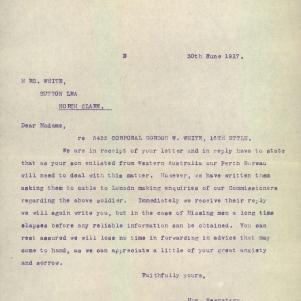 B 30th June 1917.
M RS. WHITE,
SUTTON LEA
NORTH CLARE.
Dear Madame,
re 5422 CORPORAL GORDON W. WHITE, 16TH BTTLN.
We are in receipt of your letter and in reply have to state
that as your son enlisted from Western Australia our Perth Bureau
will need to deal with this matter. However, we have written them
asking them to cable to London making enquiries of our Commissioners
regarding the above soldier. Immediately we receive their reply
we will again write you, but in the case of Missing men a long time
elapses before any reliable information can be obtained. You can
rest assured we will lose no time in forwarding in advice that may
come to hand, as we can appreciate a little of your great anxiety
and sorrow.
Faithfully yours,
Hon. Secretary.